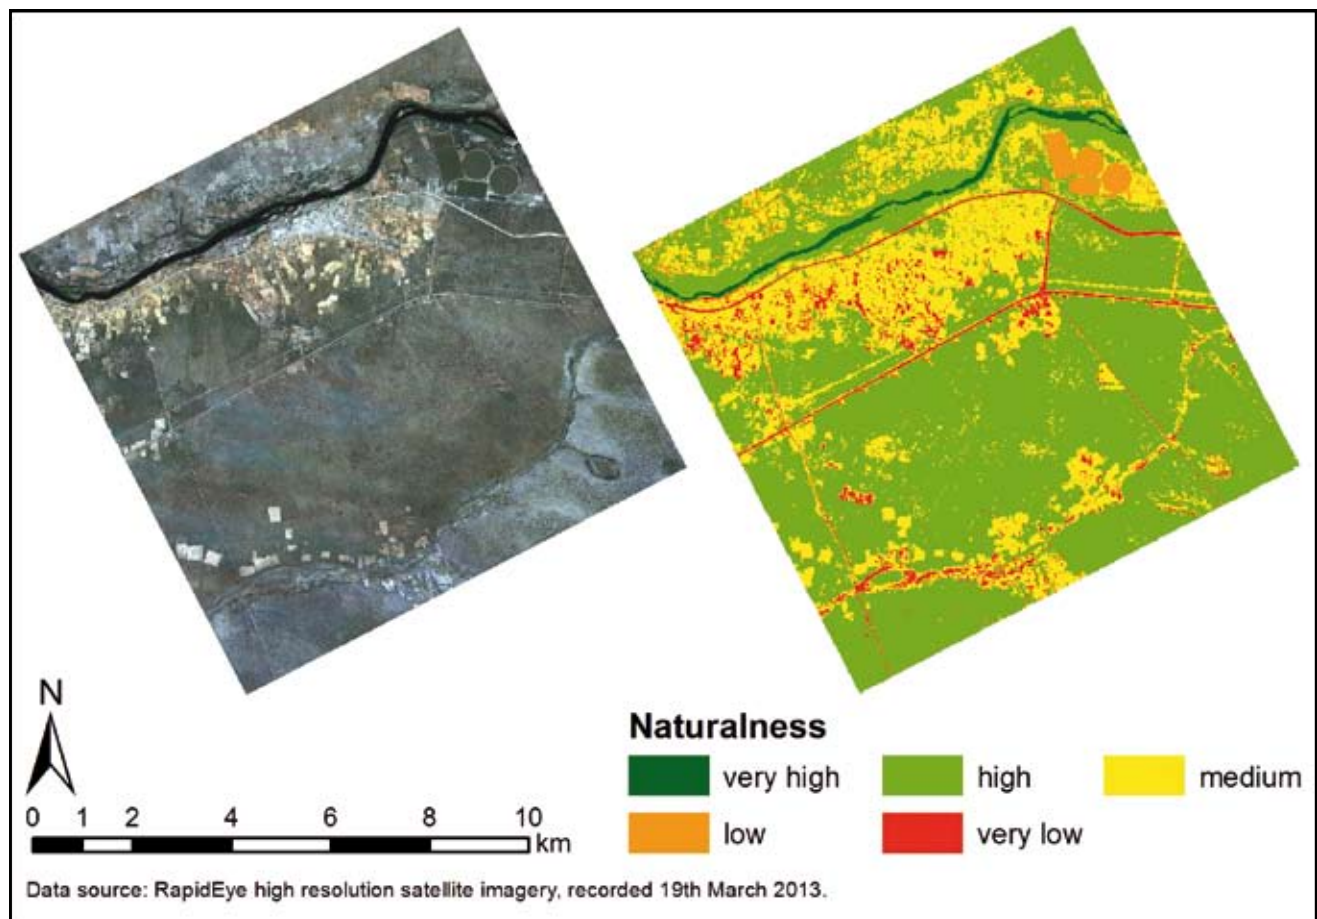 N
0 1 2 4 6 8 10
km
Naturalness
very high
high
medium
low
very low
Data source: RapidEye high resolution satellite imagery, recorded 19th March 2013.